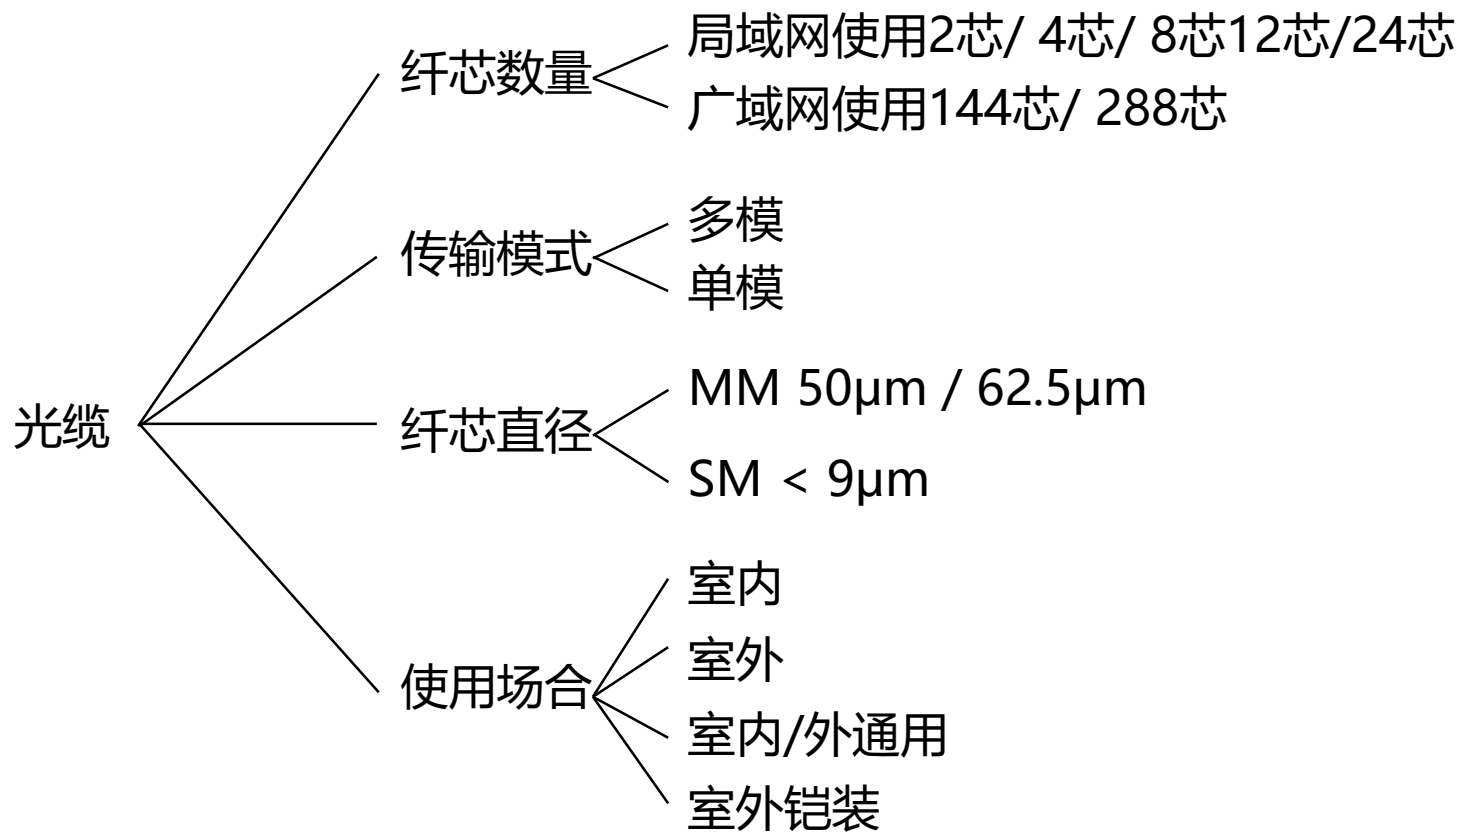 光缆
纤芯数量
局域网使用2芯/ 4芯/ 8芯12芯/24芯
广域网使用144芯/ 288芯
传输模式
多模
单模
纤芯直径
MM 50μm / 62.5μm
SM < 9μm
使用场合
室内
室外
室内/外通用
室外铠装